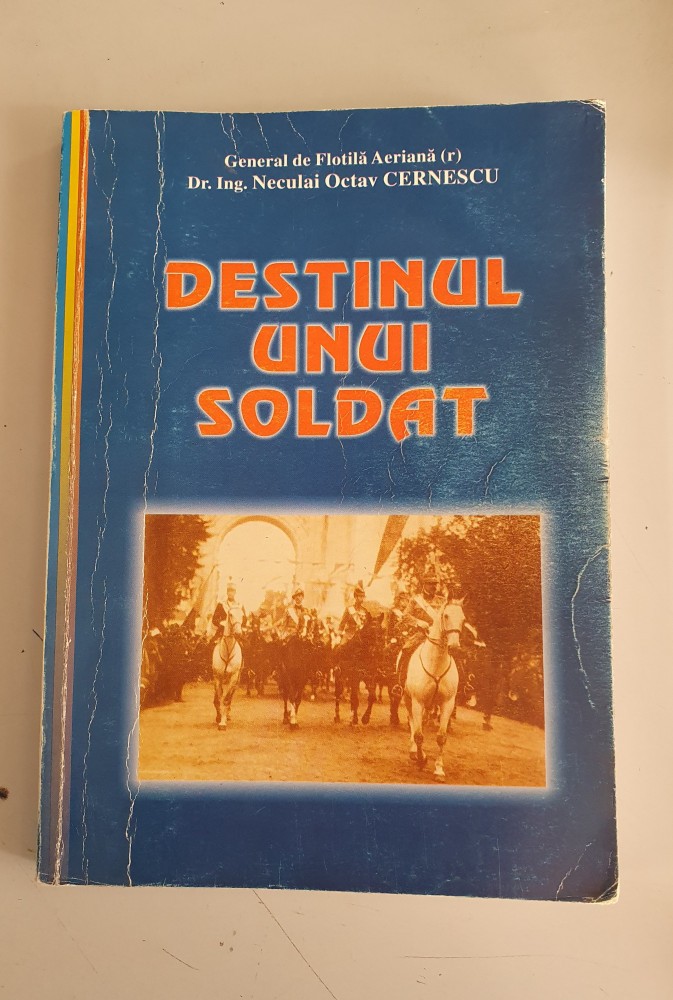 General de Flotilă Aeriană (r)
Dr. Ing. Neculai Octav CERNESCU
DESTINUL
UNUI
SOLDAT